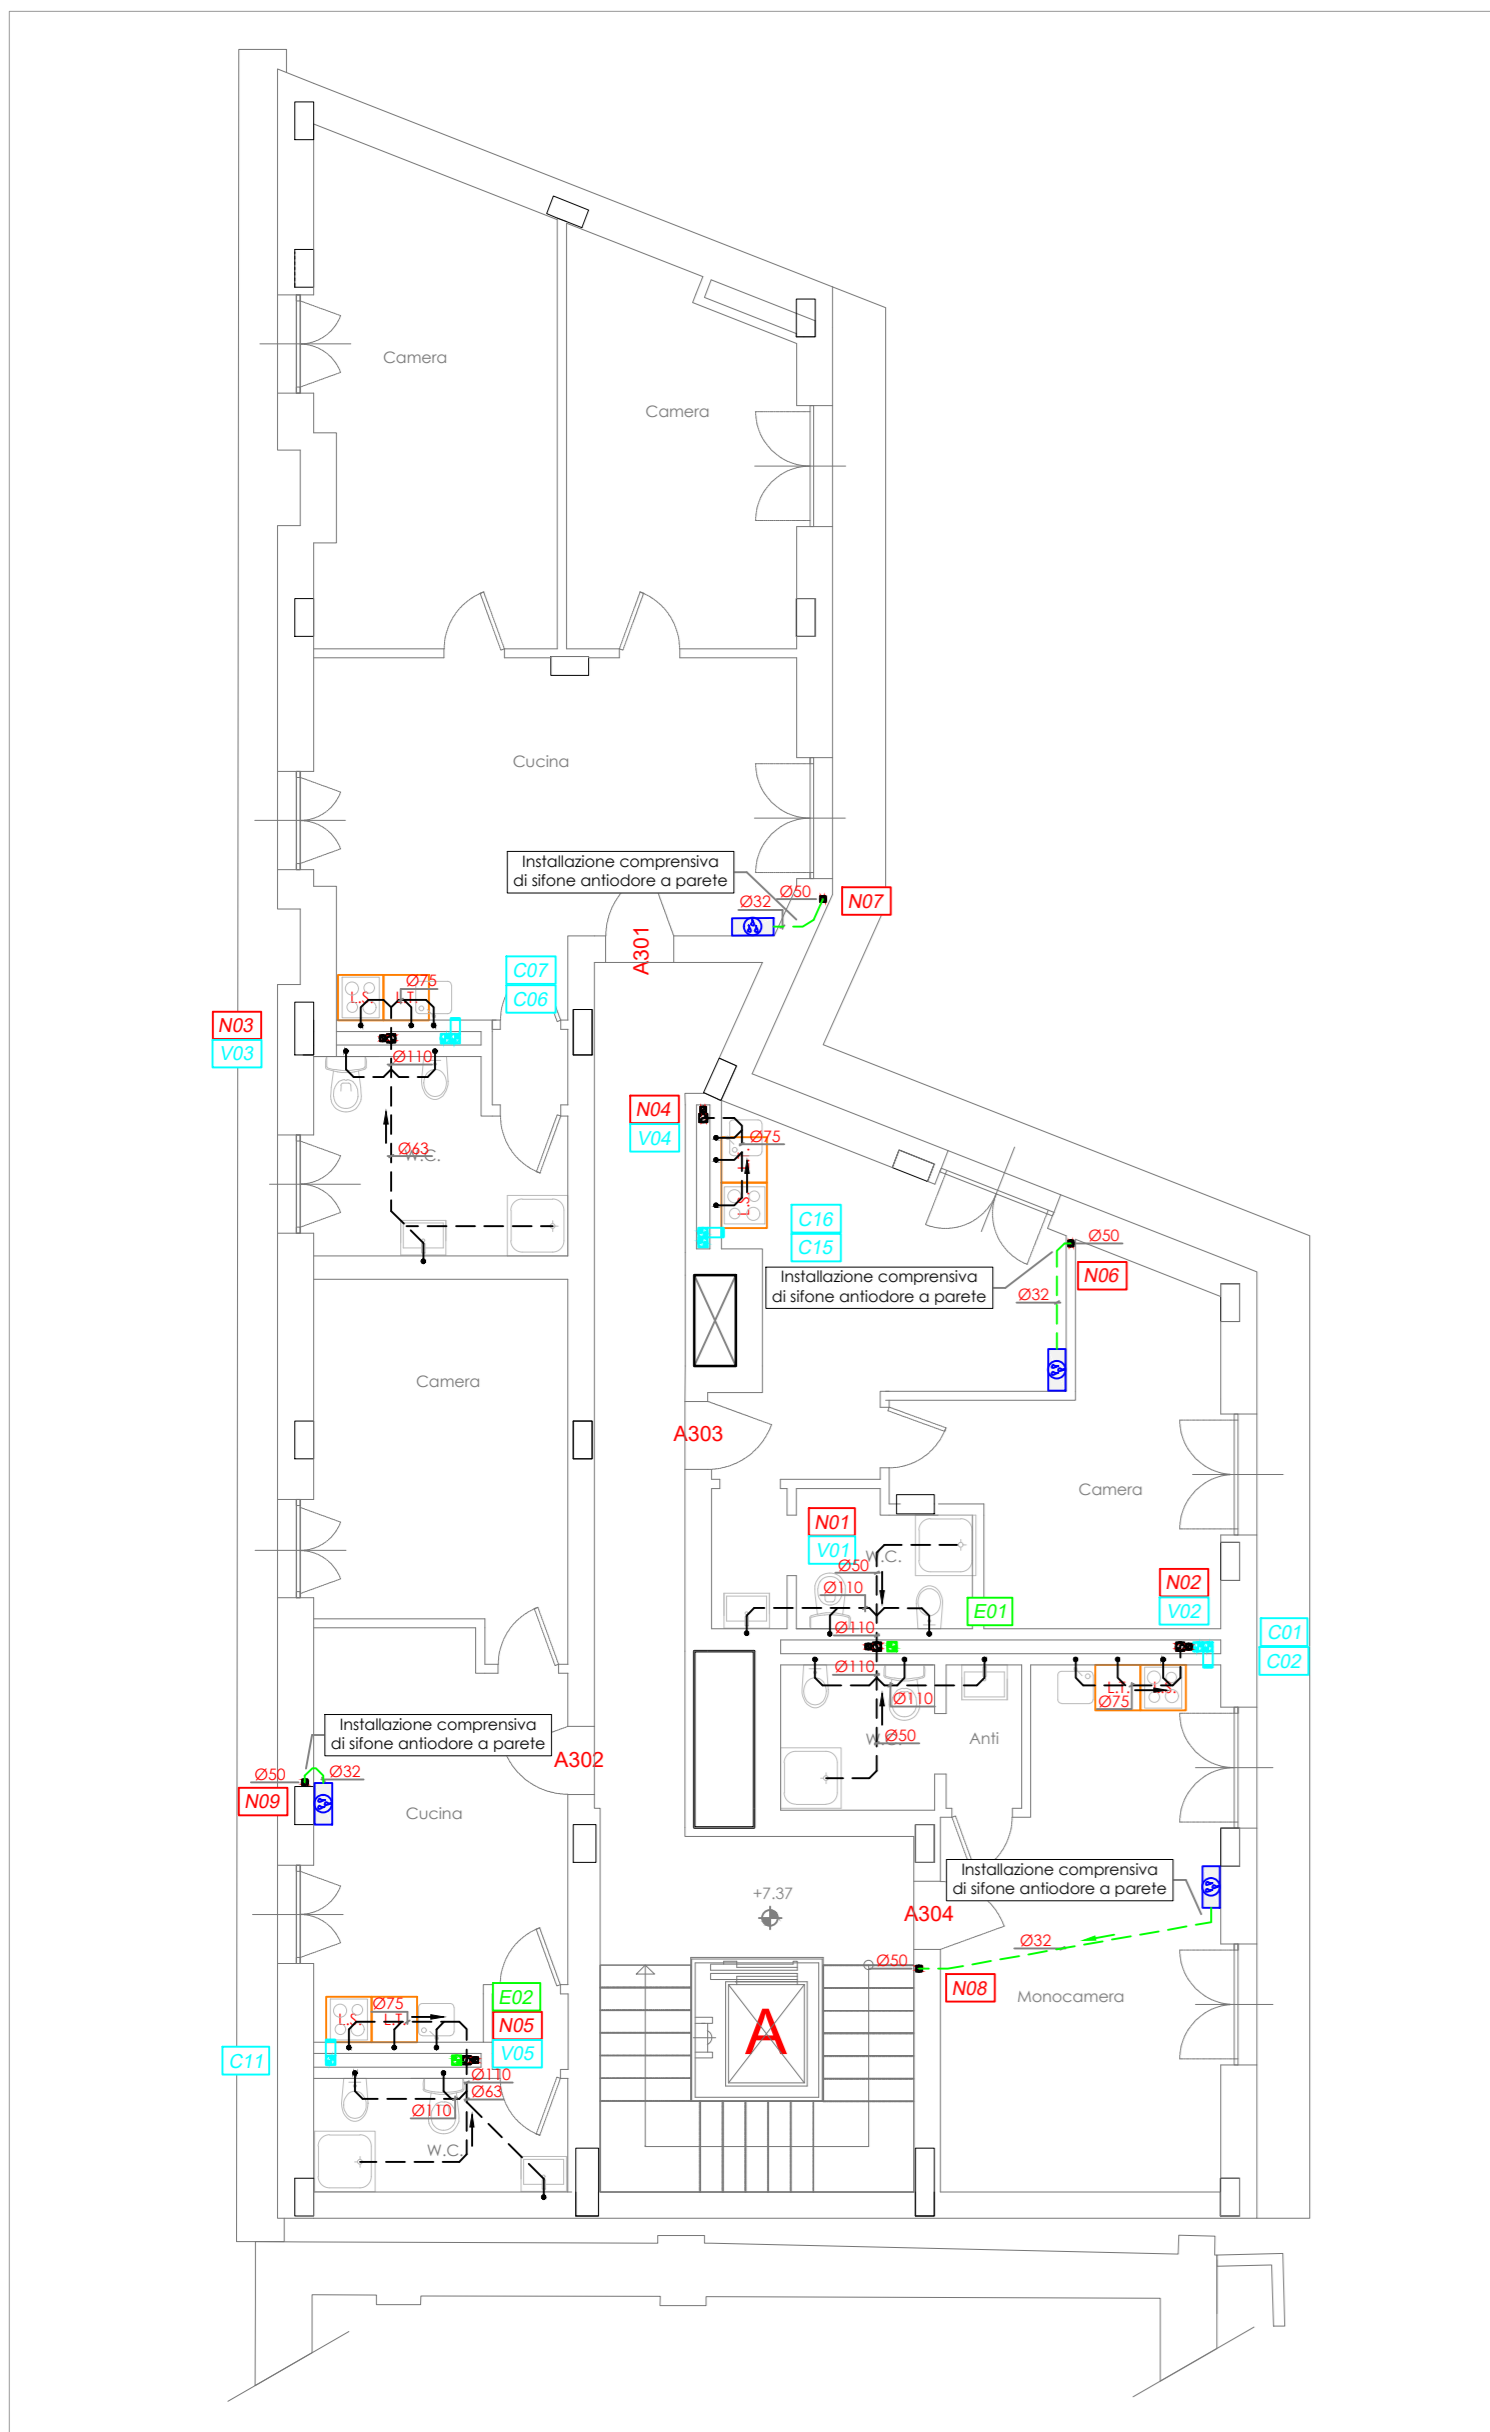 Camera
Camera
Cucina
Installazione comprensiva
di sifone antiodore a parete
Ø50
Ø32
N07
A301
C07
C06
Ø75
L.S.
L.T.
N03
V03
Ø110
Ø63
W.C.
N04
V04
Ø75
L.T.
L.S.
C16
C15
Ø50
N06
Installazione comprensiva
di sifone antiodore a parete
Ø32
Camera
A303
Camera
N01
V01
W.C.
Ø50
Ø110
N02
V02
E01
Ø110
C01
C02
Ø110
Ø110
L.T.
L.S.
Ø75
W.C.
Ø50
Anti
Installazione comprensiva
di sifone antiodore a parete
A302
Ø50
Ø32
N09
Cucina
Installazione comprensiva
di sifone antiodore a parete
+7.37
A304
Ø32
Ø50
N08
Monocamera
E02
N05
V05
Ø75
L.S.
L.T.
A
C11
Ø110
Ø63
Ø110
W.C.